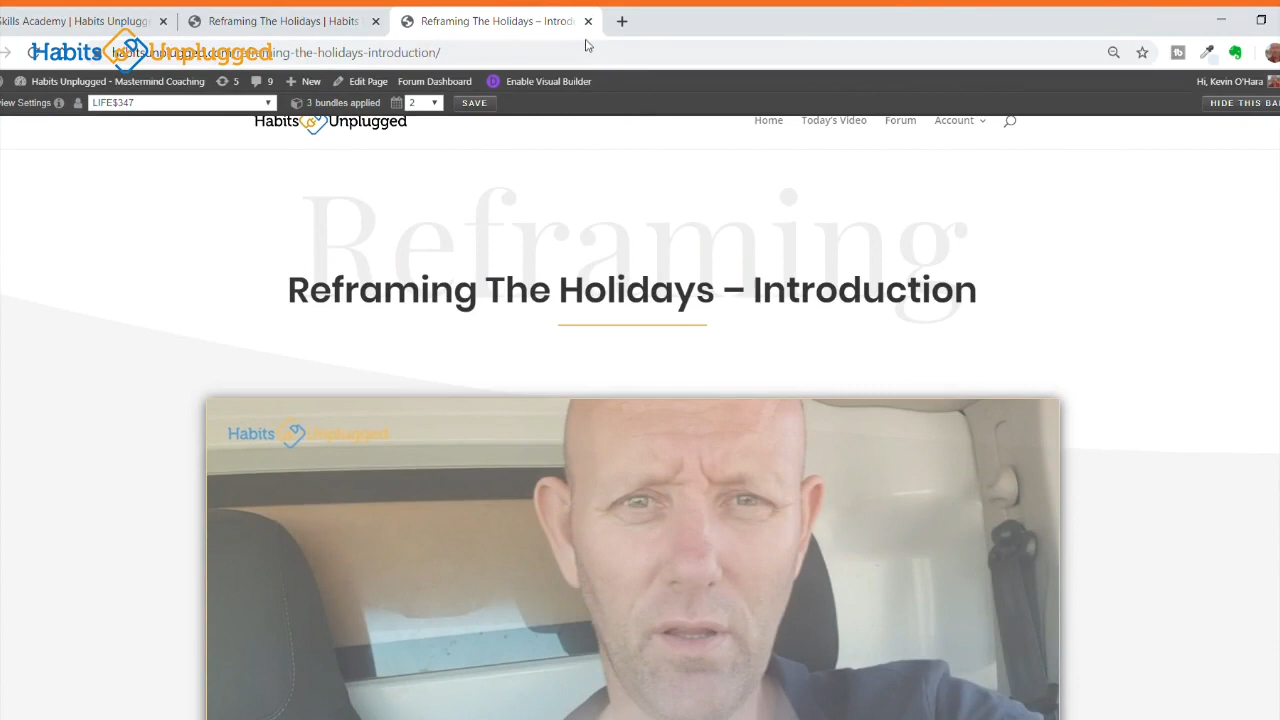 Skills Academy | Habits Unplugg
Reframing The Holidays | Habits
Reframing The Holidays – Introd
Habits Unplugged
habitsunplugged.com/reframing-the-holidays-introduction/
Habits Unplugged - Mastermind Coaching 5 9 New Edit Page Forum Dashboard D Enable Visual Builder Hi, Kevin O'Hara
iew Settings LIFE$347 3 bundles applied 2 SAVE HIDE THIS BA
Habits Unplugged
Home Today's Video Forum Account
Reframing
Reframing The Holidays – Introduction
Habits Unplugged